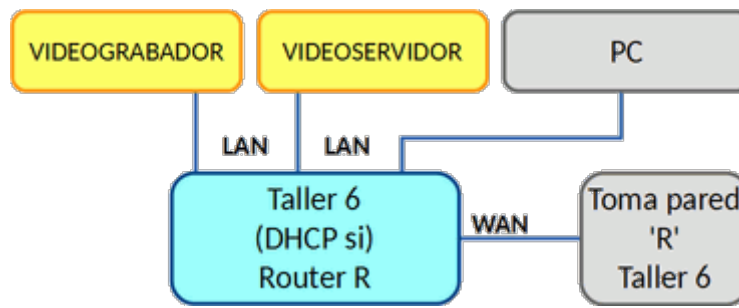 VIDEOGRABADOR
VIDEOSERVIDOR
PC
LAN
LAN
Taller 6
(DHCP si)
Router R
WAN
Toma pared
'R'
Taller 6